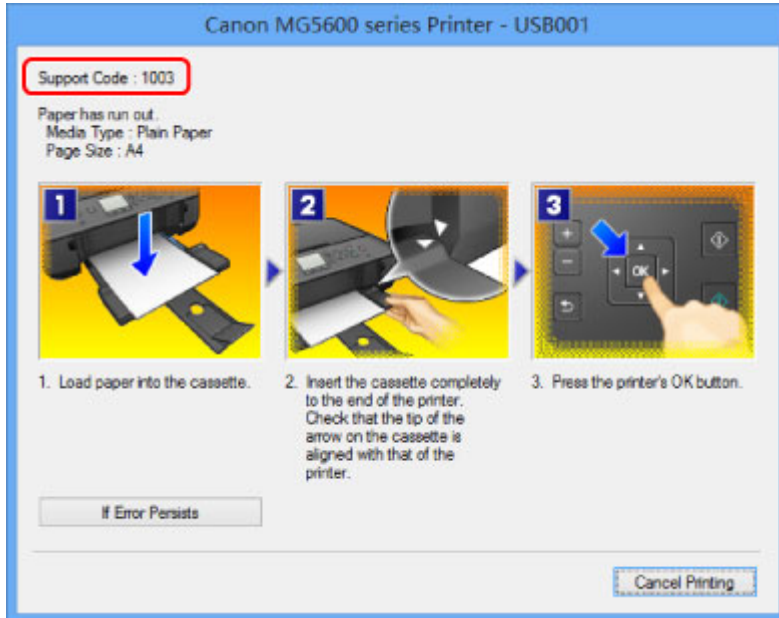 Canon MG5600 series Printer - USB001
Support Code : 1003
Paper has run out.
Media Type : Plain Paper
Page Size : A4
1
2
3
OK
1. Load paper into the cassette.
2. Insert the cassette completely
to the end of the printer.
Check that the tip of the
arrow on the cassette is
aligned with that of the
printer.
3. Press the printer's OK button.
If Error Persists
Cancel Printing